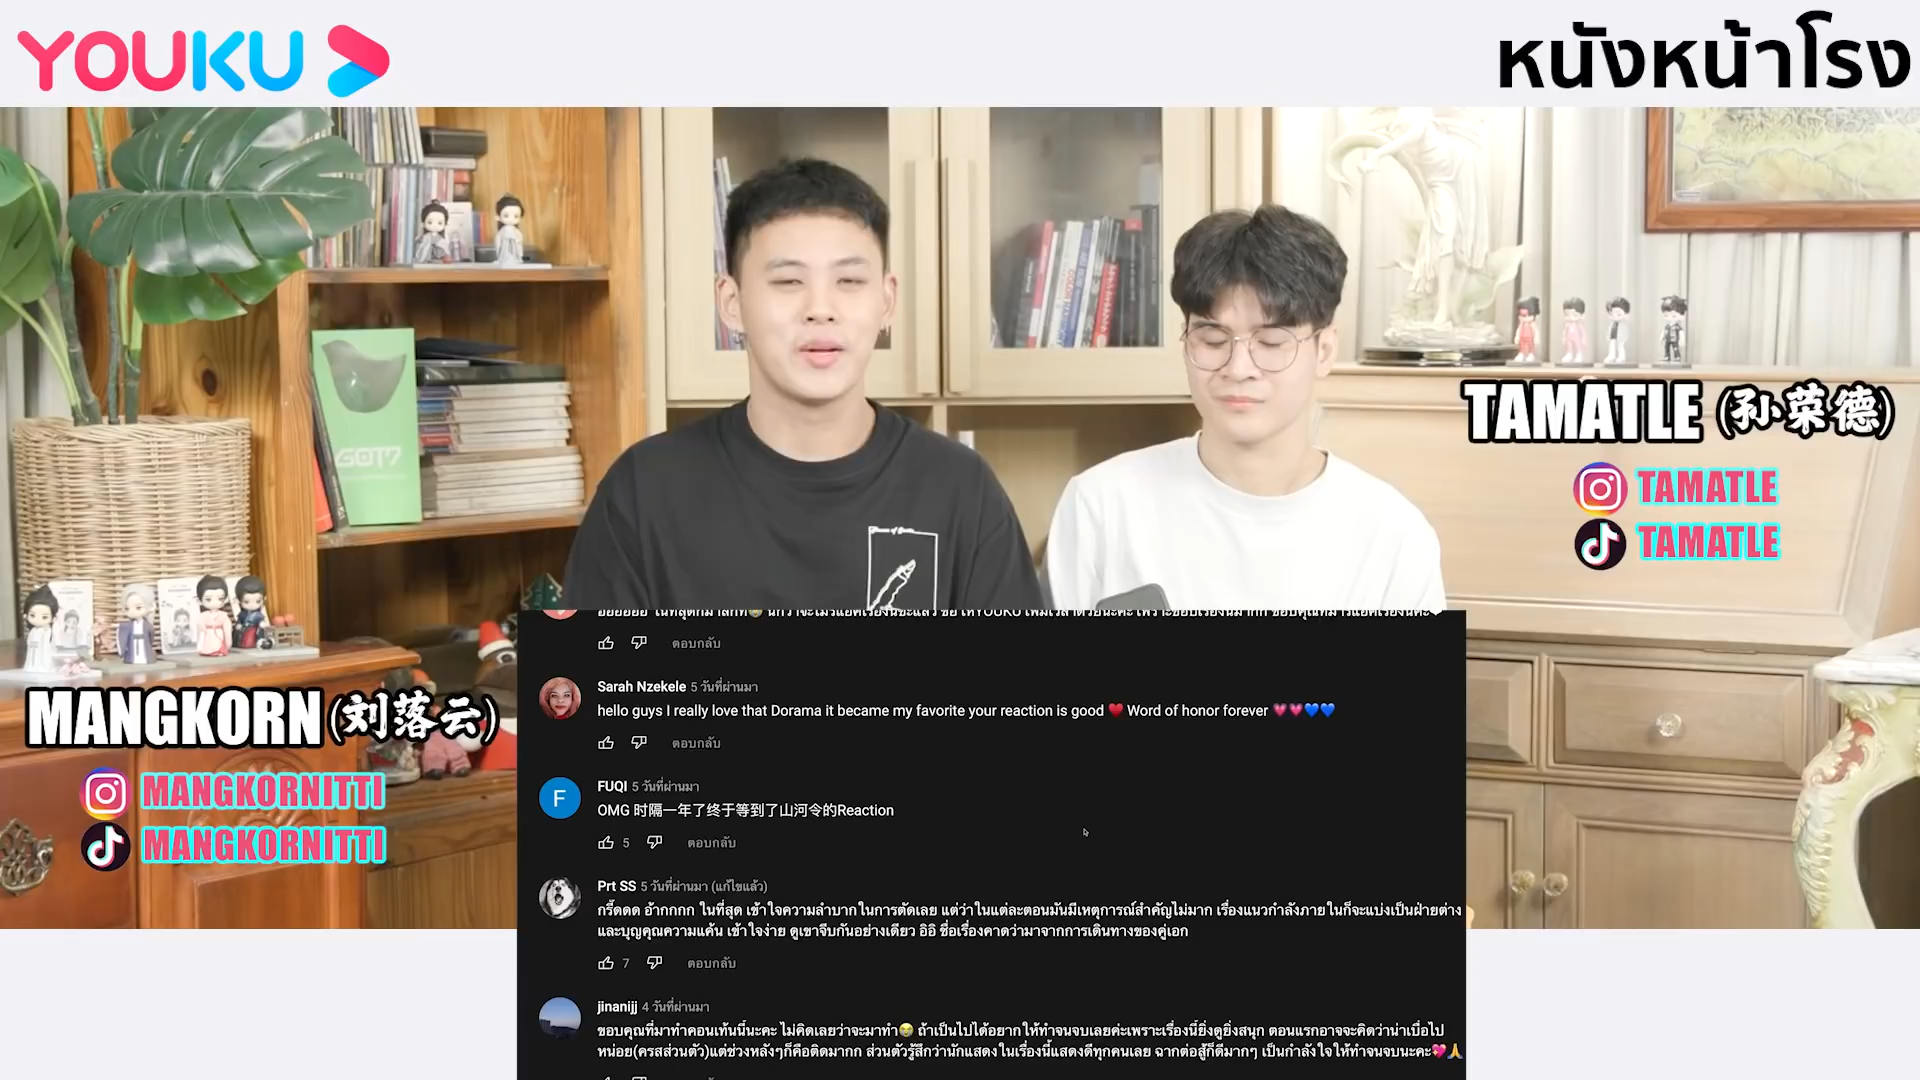 YOUKU
หนังหน้าโรง
GOT7
TAMATLE (孙菜德)
TAMATLE
TAMATLE
MANGKORN (刘落云)
MANGKORNITTI
MANGKORNITTI
ตอบกลับ
Sarah Nzekele 5 วันที่ผ่านมา
hello guys I really love that Dorama it became my favorite your reaction is good ❤️ Word of honor forever 💗💗💙💙
ตอบกลับ
F
FUQI 5 วันที่ผ่านมา
OMG 时隔一年了终于等到了山河令的Reaction
5 ตอบกลับ
Prt SS 5 วันที่ผ่านมา (แก้ไขแล้ว)
กรี๊ดดด อ้ากกกก ในที่สุด เข้าใจความลำบากในการตัดเลย แต่ว่าในแต่ละตอนมันมีเหตุการณ์สำคัญไม่มาก เรื่องแนวกำลังภายในก็จะแบ่งเป็นฝ่ายต่าง
และบุญคุณความแค้น เข้าใจง่าย ดูเขาจีบกันอย่างเดียว อิอิ ชื่อเรื่องคาดว่ามาจากการเดินทางของคู่เอก
7 ตอบกลับ
jinanijj 4 วันที่ผ่านมา
ขอบคุณที่มาทำคอนเท้นนี้นะคะ ไม่คิดเลยว่าจะมาทำ😭 ถ้าเป็นไปได้อยากให้ทำจนจบเลยค่ะเพราะเรื่องนี้ยิ่งดูยิ่งสนุก ตอนแรกอาจจะคิดว่าน่าเบื่อไป
หน่อย(ครสส่วนตัว)แต่ช่วงหลังๆก็คือติดมากก ส่วนตัวรู้สึกว่านักแสดงในเรื่องนี้แสดงดีทุกคนเลย ฉากต่อสู้ก็ดีมากๆ เป็นกำลังใจให้ทำจนจบนะคะ💖🙏